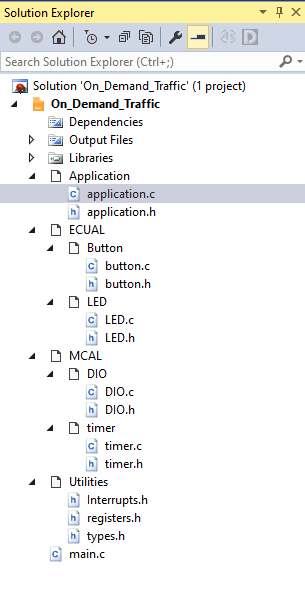 Solution Explorer
Search Solution Explorer (Ctrl+;)
Solution 'On_Demand_Traffic' (1 project)
On_Demand_Traffic
Dependencies
Output Files
Libraries
Application
application.c
application.h
ECUAL
Button
button.c
button.h
LED
LED.c
LED.h
MCAL
DIO
DIO.c
DIO.h
timer
timer.c
timer.h
Utilities
Interrupts.h
registers.h
types.h
main.c